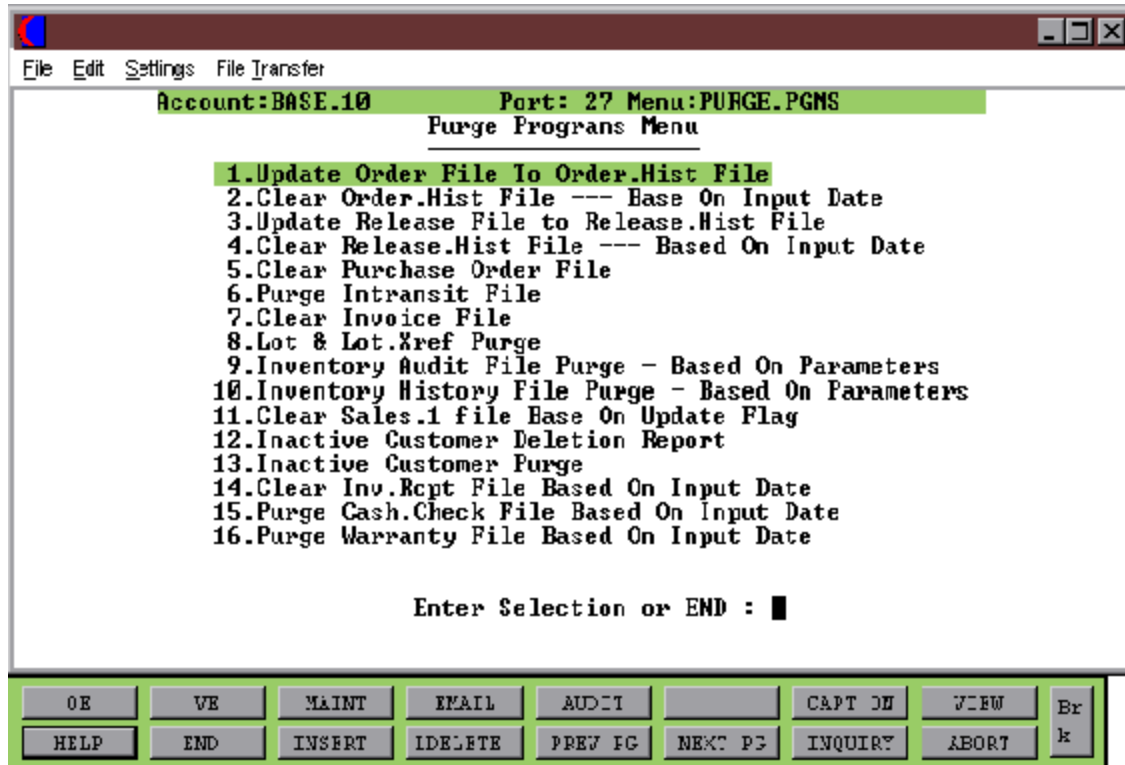 File Edit Settings File Transfer
Account:BASE.10 Port: 27 Menu:PURGE.PGMS
Purge Programs Menu
1.Update Order File To Order.Hist File
2.Clear Order.Hist File --- Base On Input Date
3.Update Release File to Release.Hist File
4.Clear Release.Hist File --- Based On Input Date
5.Clear Purchase Order File
6.Purge Intransit File
7.Clear Invoice File
8.Lot & Lot.Xref Purge
9.Inventory Audit File Purge - Based On Parameters
10.Inventory History File Purge - Based On Parameters
11.Clear Sales.1 file Base On Update Flag
12.Inactive Customer Deletion Report
13.Inactive Customer Purge
14.Clear Inv.Rcpt File Based On Input Date
15.Purge Cash.Check File Based On Input Date
16.Purge Warranty File Based On Input Date
Enter Selection or END :
OE VE MAINT EMAIL AUDIT CAPT ON VIEW Brk
HELP END INSERT IDELETE PREV PG NEXT PG INQUIRY ABORT